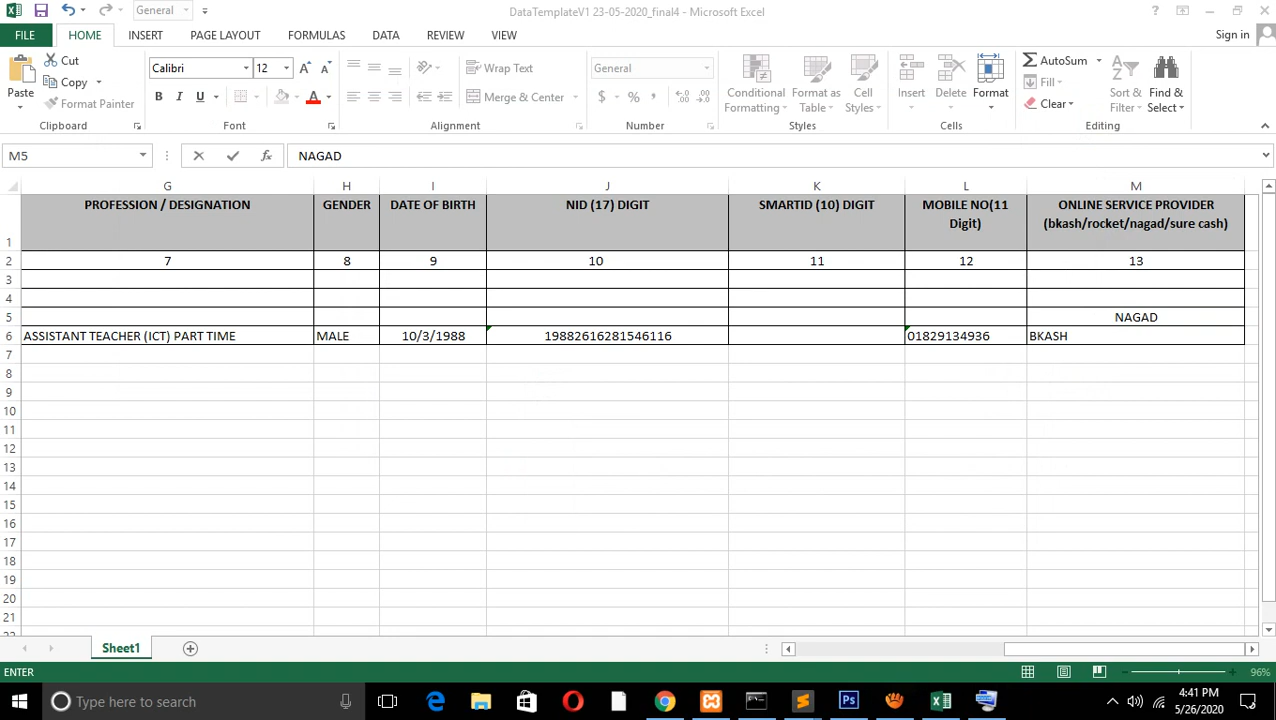 General
DataTemplateV1 23-05-2020_final4 - Microsoft Excel
?
FILE HOME INSERT PAGE LAYOUT FORMULAS DATA REVIEW VIEW Sign in
Paste
Cut
Copy
Format Painter
Clipboard
Calibri 12
B I U A
Font
Wrap Text
Merge & Center
Alignment
General
$ % ,
Number
Conditional Formatting
Format as Table
Cell Styles
Styles
Insert
Delete
Format
Cells
AutoSum
Fill
Clear
Sort & Filter
Find & Select
Editing
M5 fx NAGAD
G H I J K L M
1 PROFESSION / DESIGNATION GENDER DATE OF BIRTH NID (17) DIGIT SMARTID (10) DIGIT MOBILE NO(11 Digit) ONLINE SERVICE PROVIDER (bkash/rocket/nagad/sure cash)
2 7 8 9 10 11 12 13
3
4
5 NAGAD
6 ASSISTANT TEACHER (ICT) PART TIME MALE 10/3/1988 19882616281546116 01829134936 BKASH
7
8
9
10
11
12
13
14
15
16
17
18
19
20
21
22
Sheet1
ENTER 96%
Type here to search
4:41 PM
5/26/2020